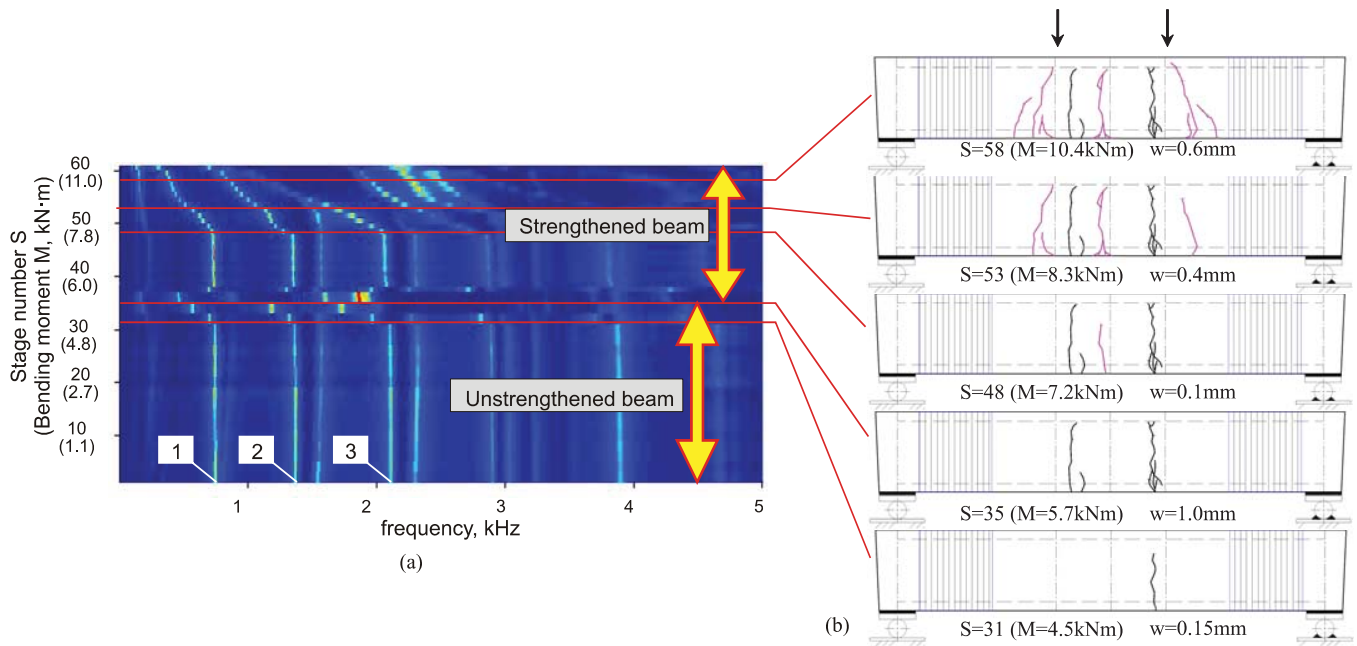 60
(11.0)
50
(7.8)
40
(6.0)
30
(4.8)
20
(2.7)
10
(1.1)
Stage number S
(Bending moment M, kN·m)
Strengthened beam
Unstrengthened beam
1
2
3
1
2
3
4
5
frequency, kHz
(a)
S=58 (M=10.4kNm) w=0.6mm
S=53 (M=8.3kNm) w=0.4mm
S=48 (M=7.2kNm) w=0.1mm
S=35 (M=5.7kNm) w=1.0mm
(b)
S=31 (M=4.5kNm) w=0.15mm